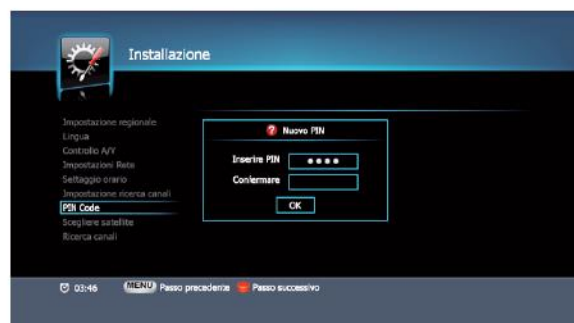 Installazione
Impostazione regionale
Lingua
Controllo A/V
Impostazioni Rete
Settaggio orario
Impostazione ricerca canali
PIN Code
Scegliere satellite
Ricerca canali
? Nuovo PIN
Inserire PIN ●●●●
Confermare
OK
03:46 MENU Passo precedente Passo successivo